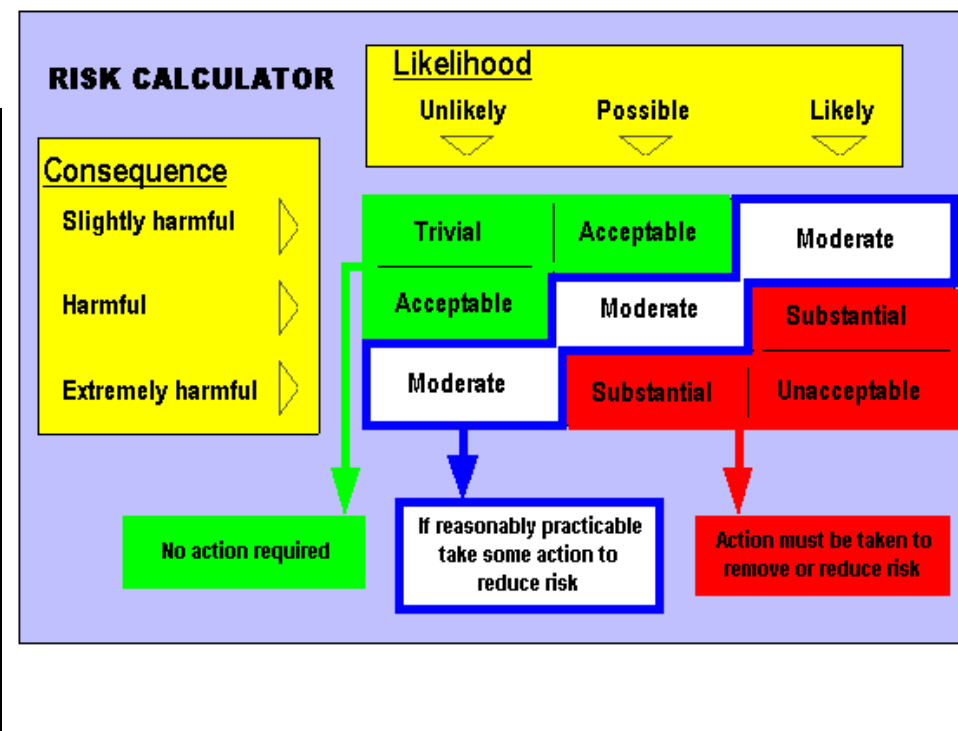 RISK CALCULATOR
Likelihood
Unlikely Possible Likely
Consequence
Slightly harmful
Trivial Acceptable Moderate
Harmful
Acceptable Moderate Substantial
Extremely harmful
Moderate Substantial Unacceptable
No action required
If reasonably practicable
take some action to
reduce risk
Action must be taken to
remove or reduce risk